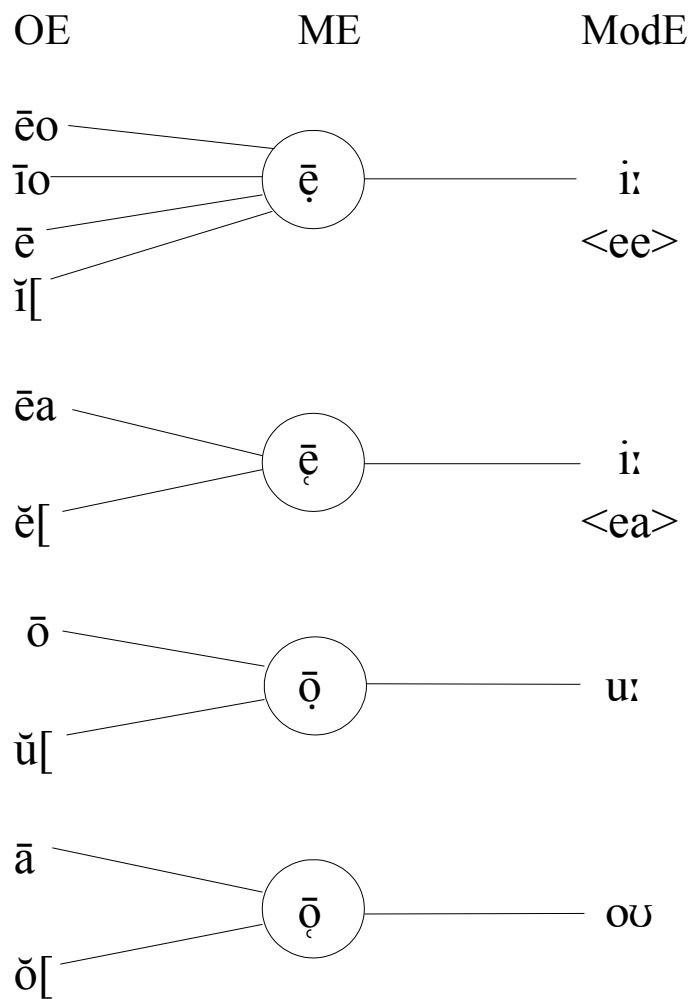 OE ME ModE
ēo
īo
ē
ĭ[
ẹ̄
iː
<ee>
ēa
ĕ[
ę̄
iː
<ea>
ō
ŭ[
ọ̄
uː
ā
ŏ[
ǭ
oʊ